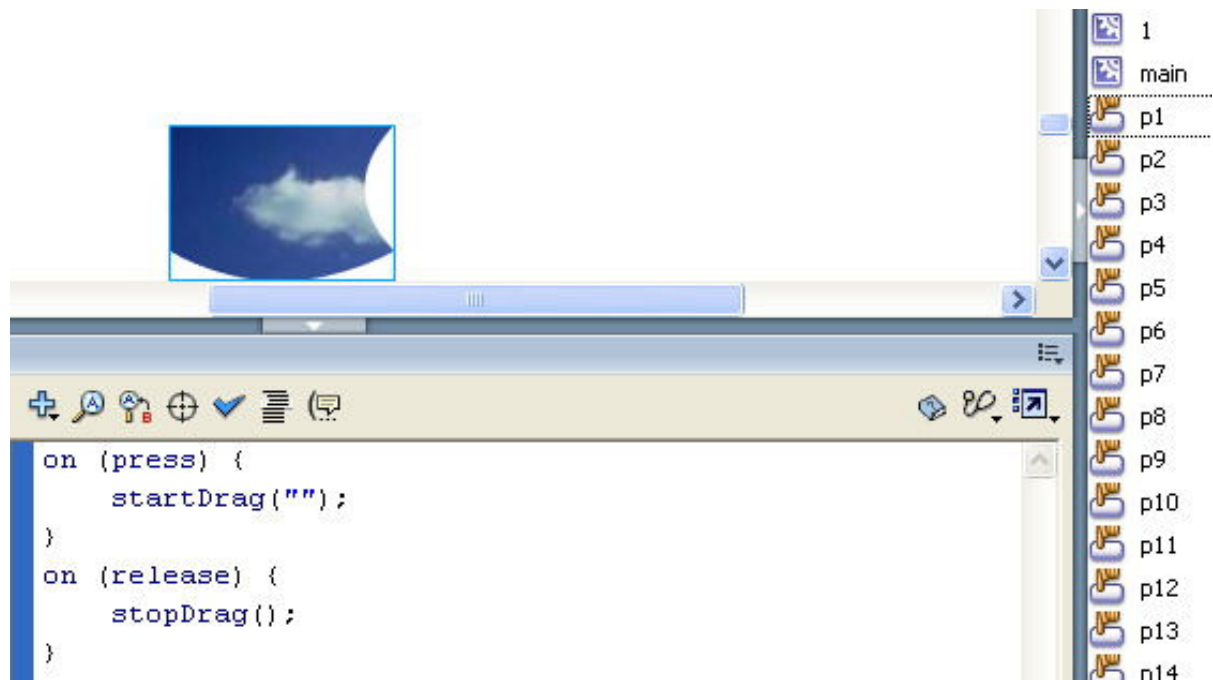 1
main
p1
p2
p3
p4
p5
p6
p7
p8
p9
p10
p11
p12
p13
p14
on (press) {
    startDrag("");
}
on (release) {
    stopDrag();
}